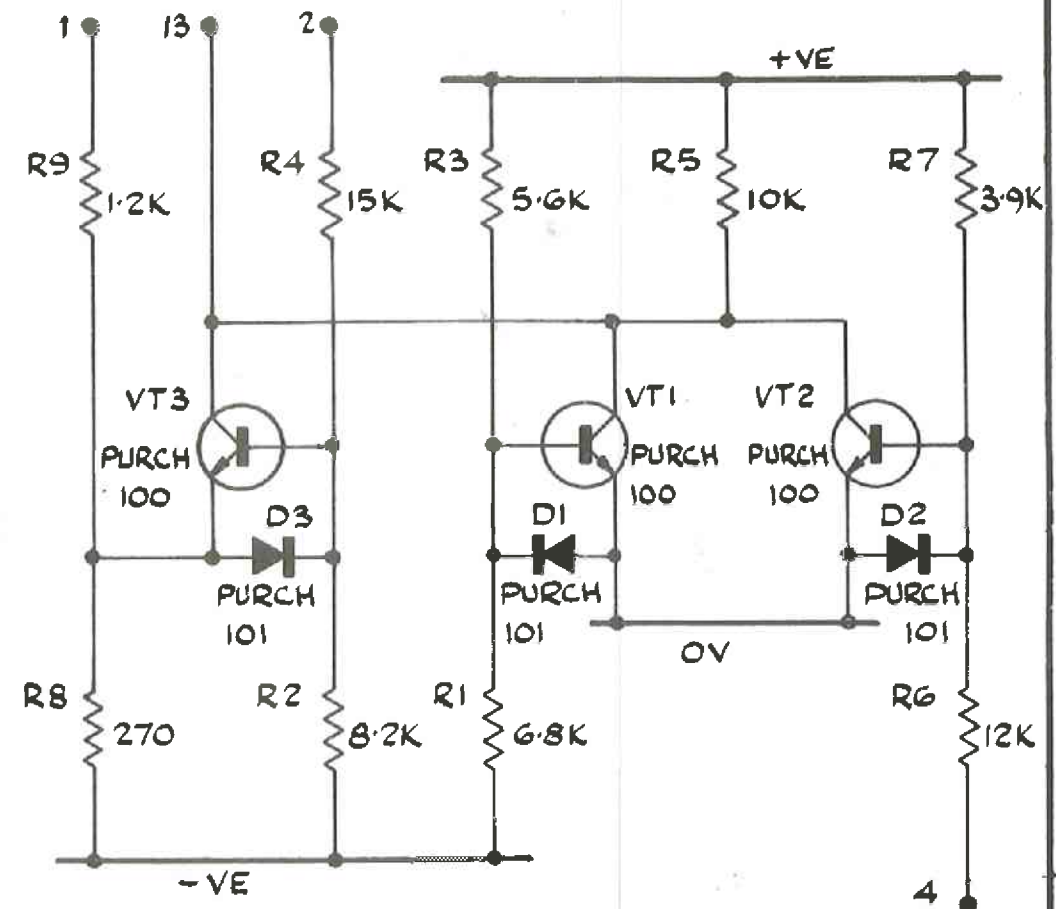 1
13
2
+VE
R9
1.2K
R4
15K
R3
5.6K
R5
10K
R7
3.9K
VT3
PURCH
100
VT1
PURCH
100
VT2
PURCH
100
D3
PURCH
101
D1
PURCH
101
D2
PURCH
101
0V
R8
270
R2
8.2K
R1
6.8K
R6
12K
-VE
4